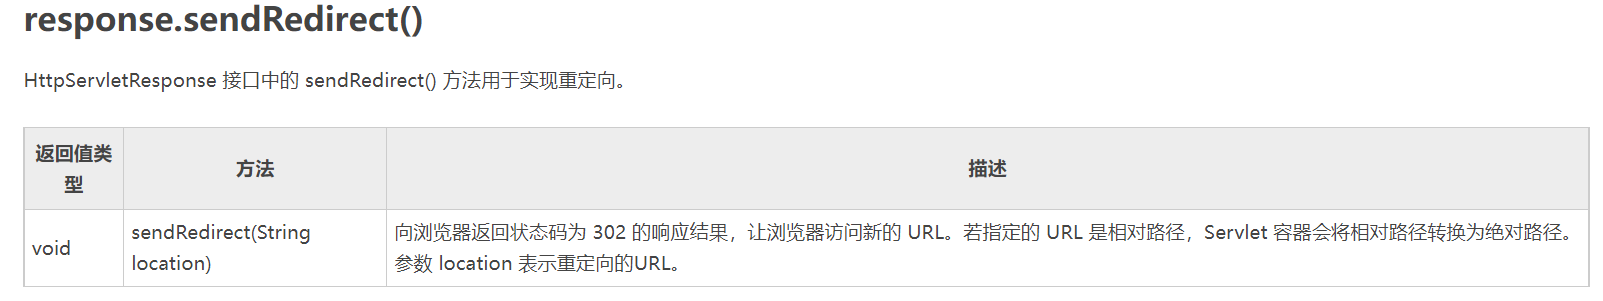 response.sendRedirect()
HttpServletResponse 接口中的 sendRedirect() 方法用于实现重定向。
返回值类
型
方法
描述
void
sendRedirect(String
location)
向浏览器返回状态码为 302 的响应结果，让浏览器访问新的 URL。若指定的 URL 是相对路径，Servlet 容器会将相对路径转换为绝对路径。
参数 location 表示重定向的URL。